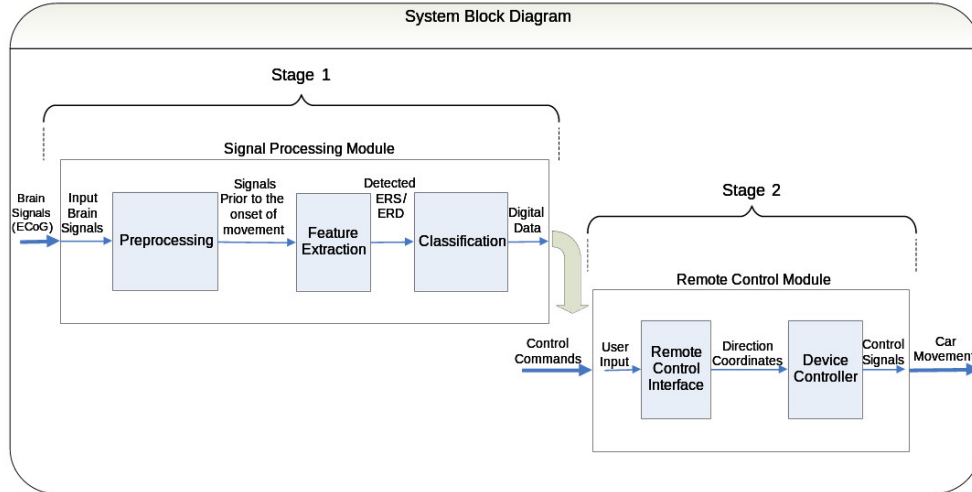 System Block Diagram
Stage 1
Signal Processing Module
Brain
Signals
(ECoG)
Input
Brain
Signals
Preprocessing
Signals
Prior to the
onset of
movement
Feature
Extraction
Detected
ERS/
ERD
Classification
Digital
Data
Stage 2
Remote Control Module
Control
Commands
User
Input
Remote
Control
Interface
Direction
Coordinates
Device
Controller
Control
Signals
Car
Movement